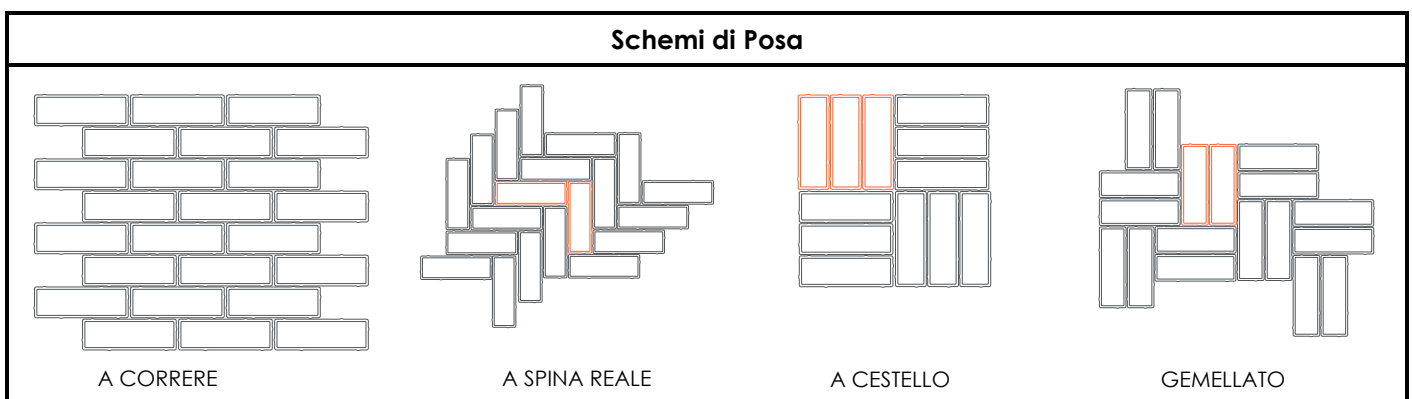 Schemi di Posa
A CORRERE
A SPINA REALE
A CESTELLO
GEMELLATO